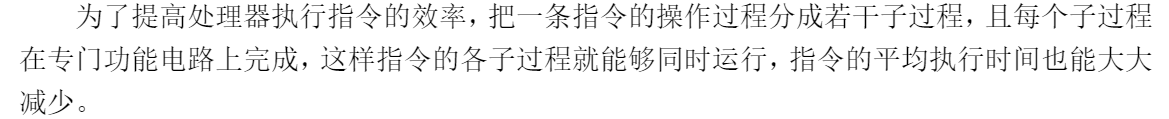 为了提高处理器执行指令的效率，把一条指令的操作过程分成若干子过程，且每个子过程
在专门功能电路上完成，这样指令的各子过程就能够同时运行，指令的平均执行时间也能大大
减少。